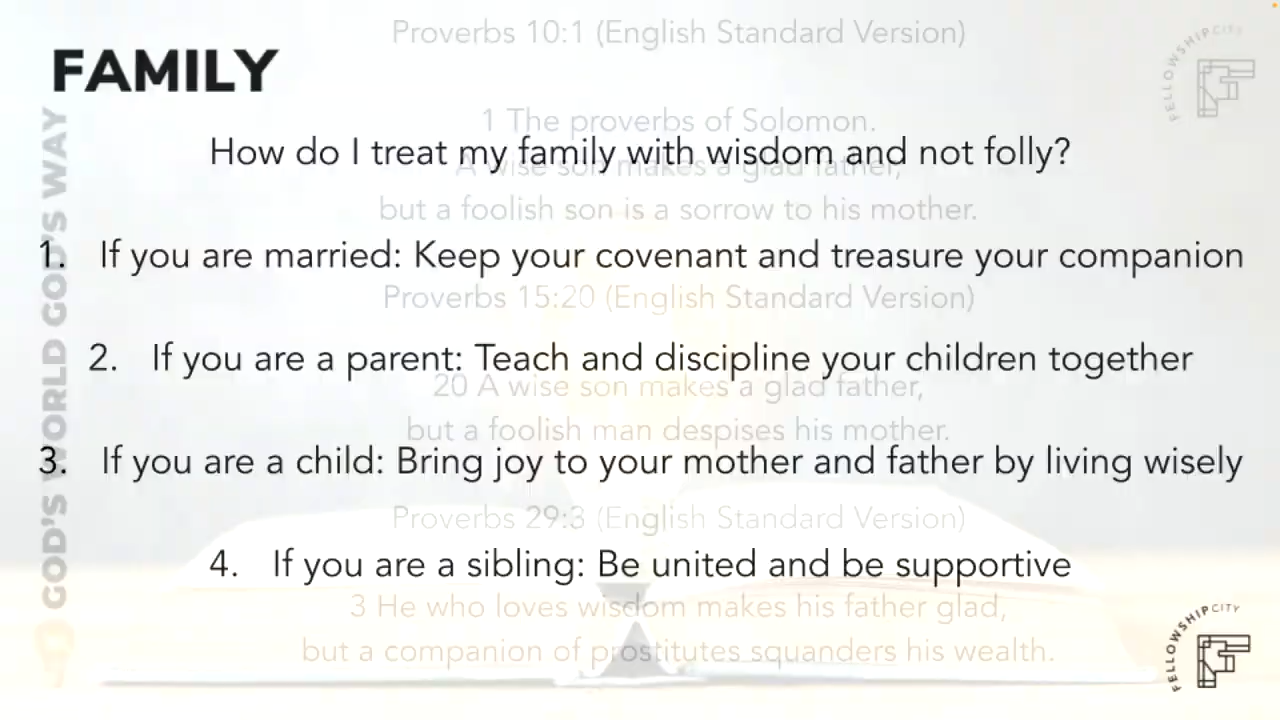 Proverbs 10:1 (English Standard Version)
FAMILY
FELLOWSHIPCITY
GOD'S WORLD GOD'S WAY
1 The proverbs of Solomon.
How do I treat my family with wisdom and not folly?
A wise son makes a glad father,
but a foolish son is a sorrow to his mother.
1. If you are married: Keep your covenant and treasure your companion
Proverbs 15:20 (English Standard Version)
2. If you are a parent: Teach and discipline your children together
20 A wise son makes a glad father,
but a foolish man despises his mother.
3. If you are a child: Bring joy to your mother and father by living wisely
Proverbs 29:3 (English Standard Version)
4. If you are a sibling: Be united and be supportive
3 He who loves wisdom makes his father glad,
but a companion of prostitutes squanders his wealth.
FELLOWSHIPCITY